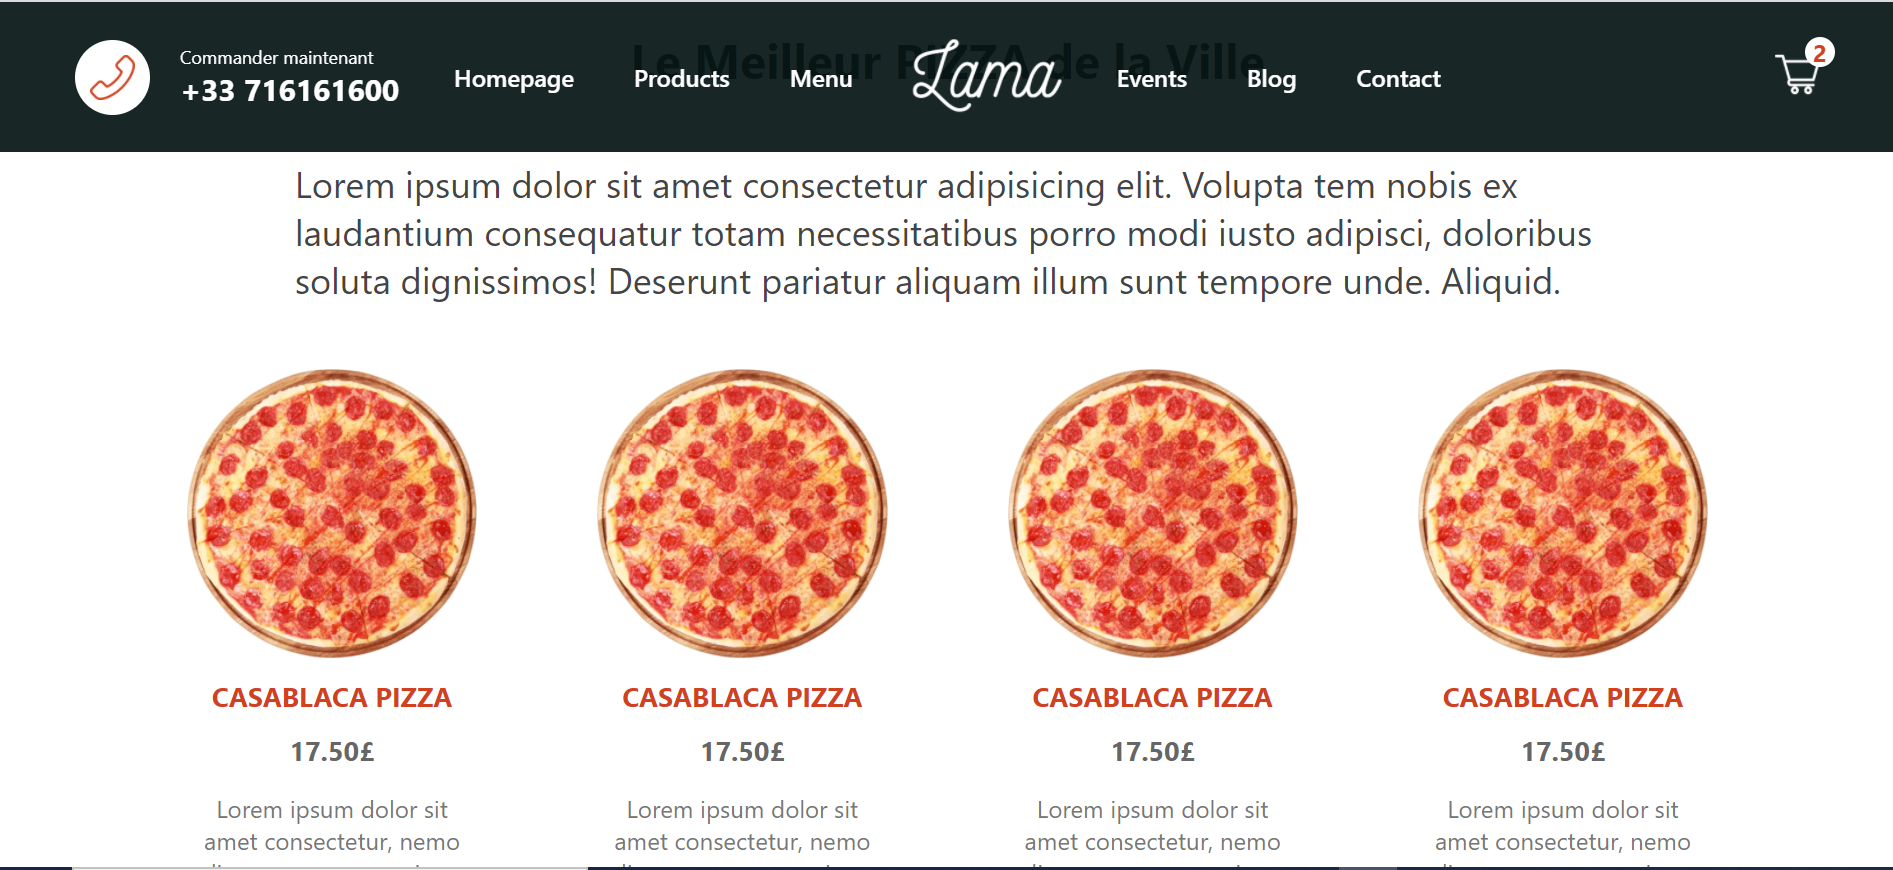 Le Meilleur PIZZA de la Ville
Commander maintenant
+33 716161600
Homepage
Products
Menu
Lama
Events
Blog
Contact
2
Lorem ipsum dolor sit amet consectetur adipisicing elit. Volupta tem nobis ex
laudantium consequatur totam necessitatibus porro modi iusto adipisci, doloribus
soluta dignissimos! Deserunt pariatur aliquam illum sunt tempore unde. Aliquid.
CASABLACA PIZZA
17.50£
Lorem ipsum dolor sit
amet consectetur, nemo
CASABLACA PIZZA
17.50£
Lorem ipsum dolor sit
amet consectetur, nemo
CASABLACA PIZZA
17.50£
Lorem ipsum dolor sit
amet consectetur, nemo
CASABLACA PIZZA
17.50£
Lorem ipsum dolor sit
amet consectetur, nemo